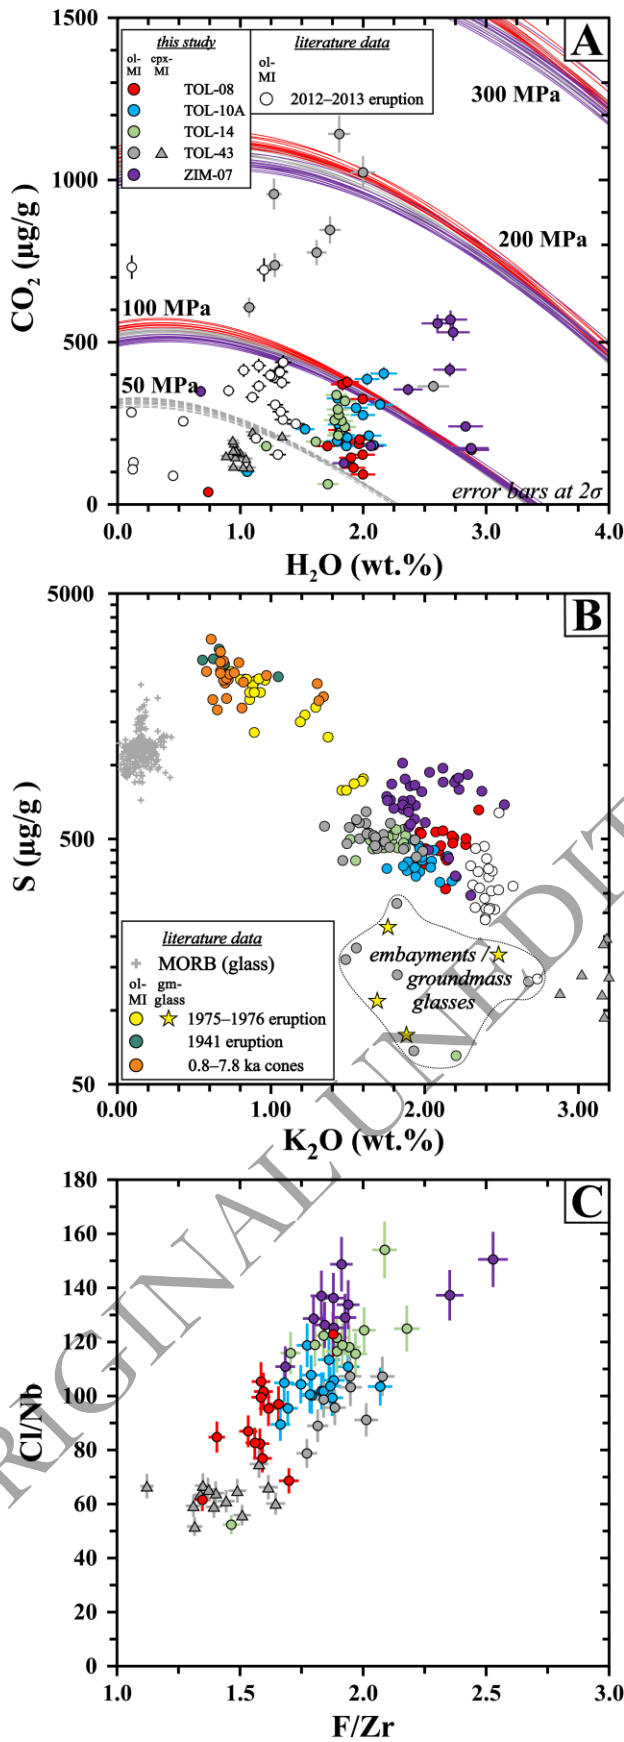 1500
1000
500
0
CO2 (µg/g)
A
this study
literature data
ol-MI
cpx-MI
ol-MI
TOL-08
TOL-10A
TOL-14
TOL-43
ZIM-07
2012–2013 eruption
300 MPa
200 MPa
100 MPa
50 MPa
error bars at 2σ
0.0 1.0 2.0 3.0 4.0
H2O (wt.%)
5000
500
50
S (µg/g)
B
embayments /
groundmass
glasses
literature data
MORB (glass)
ol-MI
gm-glass
1975–1976 eruption
1941 eruption
0.8–7.8 ka cones
0.00 1.00 2.00 3.00
K2O (wt.%)
180
160
140
120
100
80
60
40
20
0
Cl/Nb
C
1.0 1.5 2.0 2.5 3.0
F/Zr
RIGINAL UNEDIT